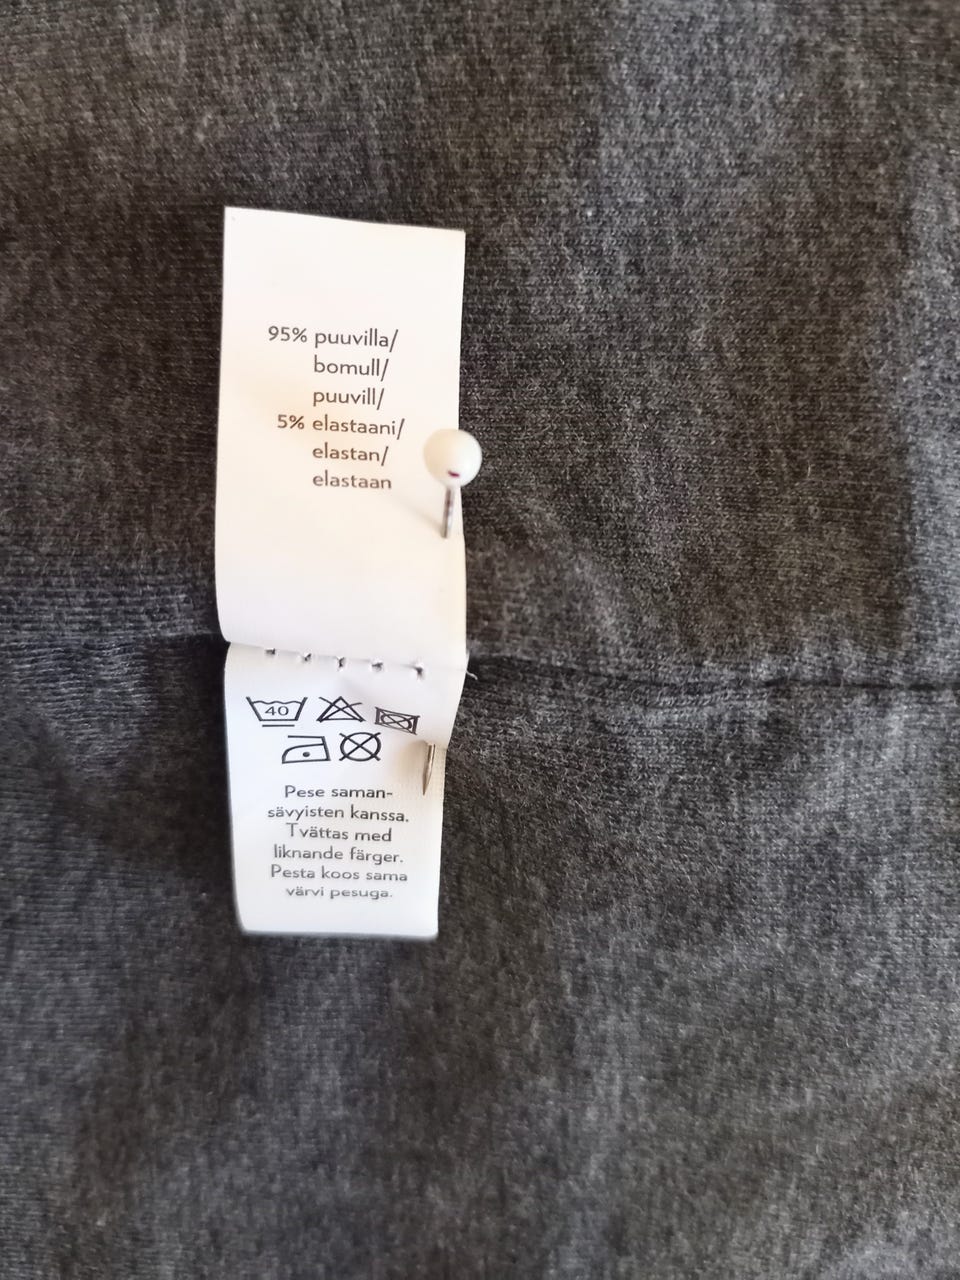 95% puuvilla/
bomull/
puuvill/
5% elastaani/
elastan/
elastaan
40
Pese saman-
sävyisten kanssa.
Tvättas med
liknande färger.
Pesta koos sama
värvi pesuga.